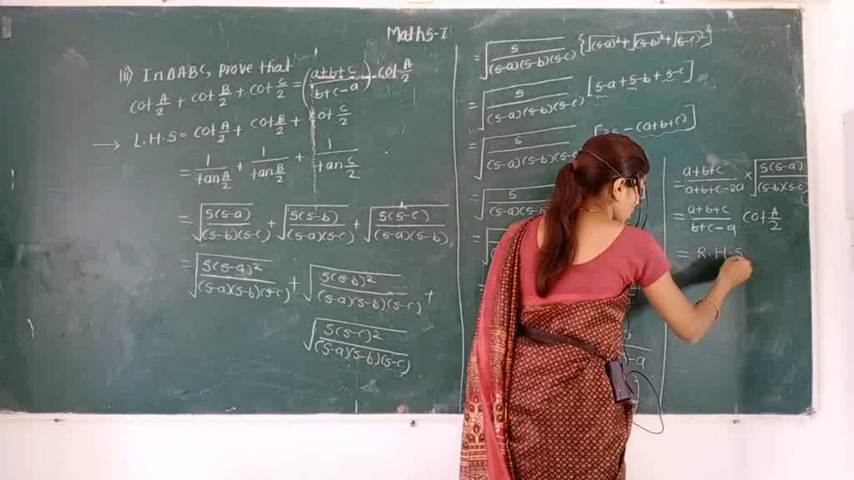 Maths-I
iii) In ΔABC, prove that
cot A/2 + cot B/2 + cot C/2 = (a+b+c / b+c-a) cot A/2
→ L.H.S = cot A/2 + cot B/2 + cot C/2
= 1/tan A/2 + 1/tan B/2 + 1/tan C/2
= √(s(s-a)/(s-b)(s-c)) + √(s(s-b)/(s-a)(s-c)) + √(s(s-c)/(s-a)(s-b))
= √(s(s-a)²/(s-a)(s-b)(s-c)) + √(s(s-b)²/(s-a)(s-b)(s-c)) +
√(s(s-c)²/(s-a)(s-b)(s-c))
= √(s/(s-a)(s-b)(s-c)) {√(s-a)² + √(s-b)² + √(s-c)²}
= √(s/(s-a)(s-b)(s-c)) [s-a+s-b+s-c]
= √(s/(s-a)(s-b)(s-c)) [3s-(a+b+c)]
= √(s/(s-a)(s-b)
= a+b+c/a+b+c-2a × √(s(s-a)/(s-b)(s-c)
= a+b+c/b+c-a cot A/2
= R.H.S